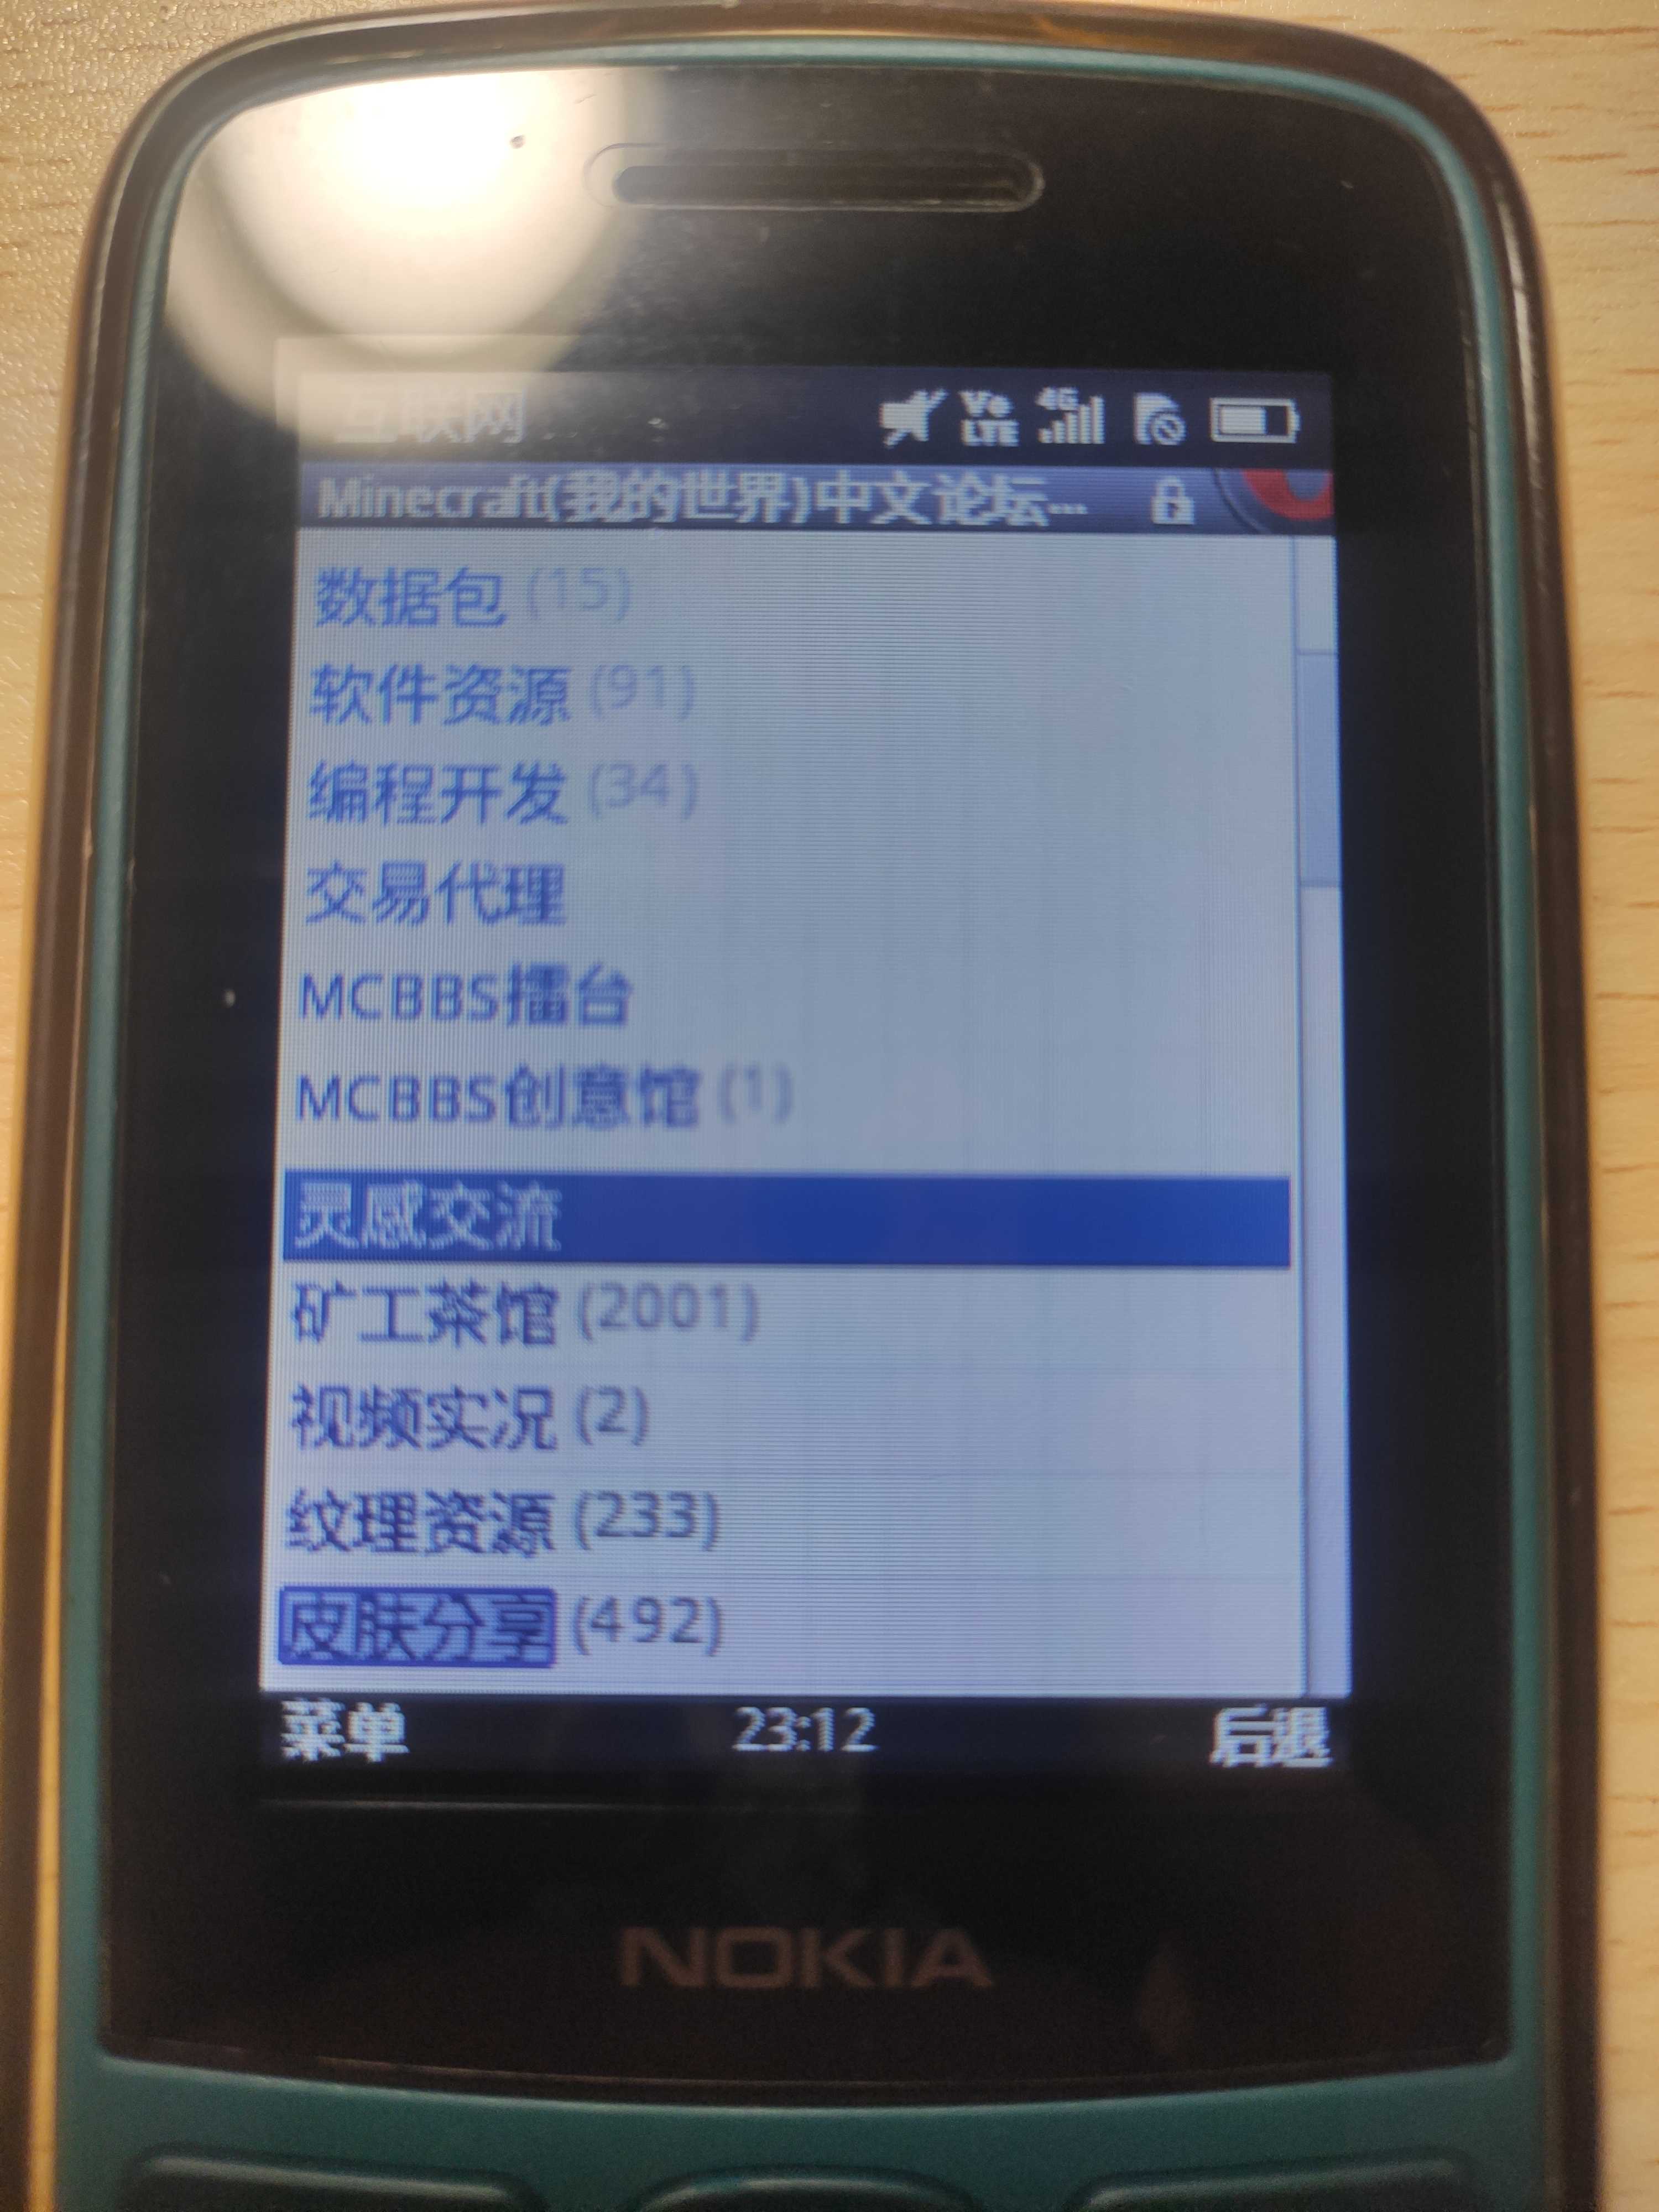 互联网 Vo LTE 4G
Minecraft(我的世界)中文论坛...
数据包 (15)
软件资源 (91)
编程开发 (34)
交易代理
MCBBS擂台
MCBBS创意馆 (1)
灵感交流
矿工茶馆 (2001)
视频实况 (2)
纹理资源 (233)
皮肤分享 (492)
菜单 23:12 后退
NOKIA